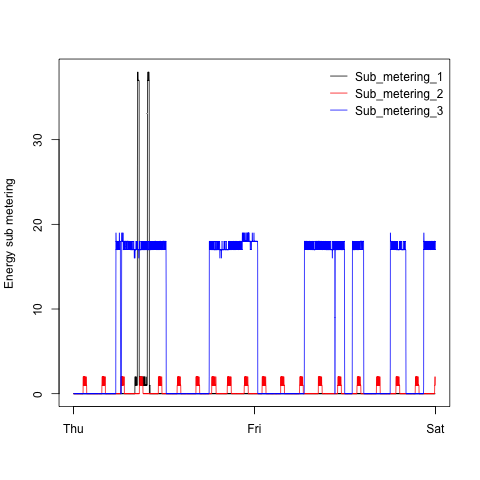 Sub_metering_1
Sub_metering_2
Sub_metering_3
Energy sub metering
30
20
10
0
Thu Fri Sat